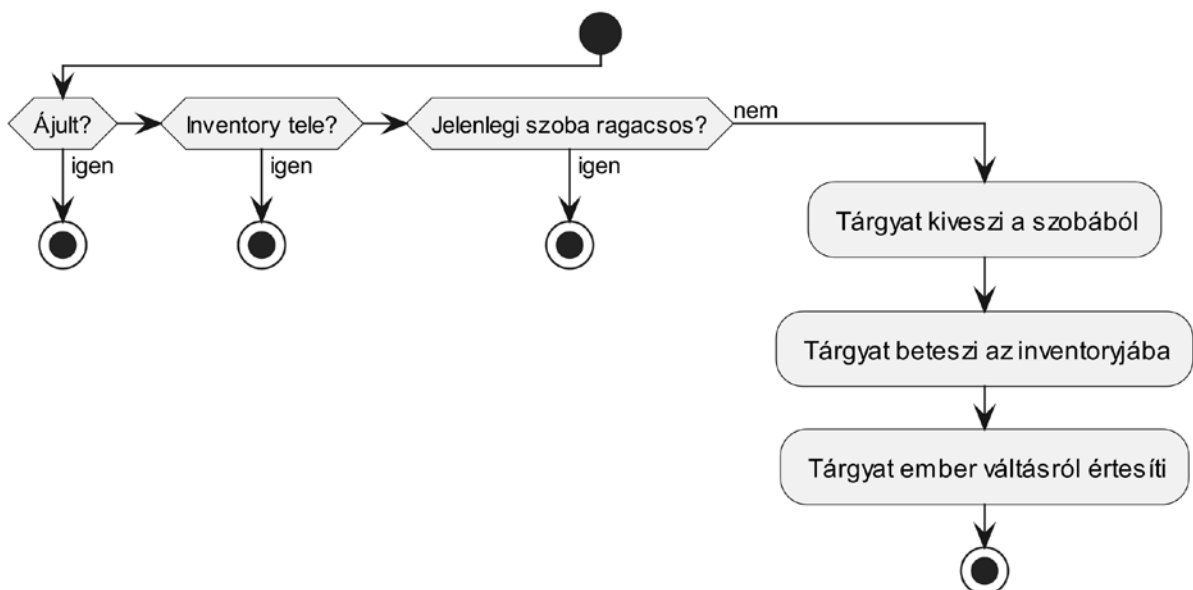 Ájult?
Inventory tele?
Jelenlegi szoba ragacsos?
nem
igen
igen
igen
Tárgyat kiveszi a szobából
Tárgyat beteszi az inventoryjába
Tárgyat ember váltásról értesíti